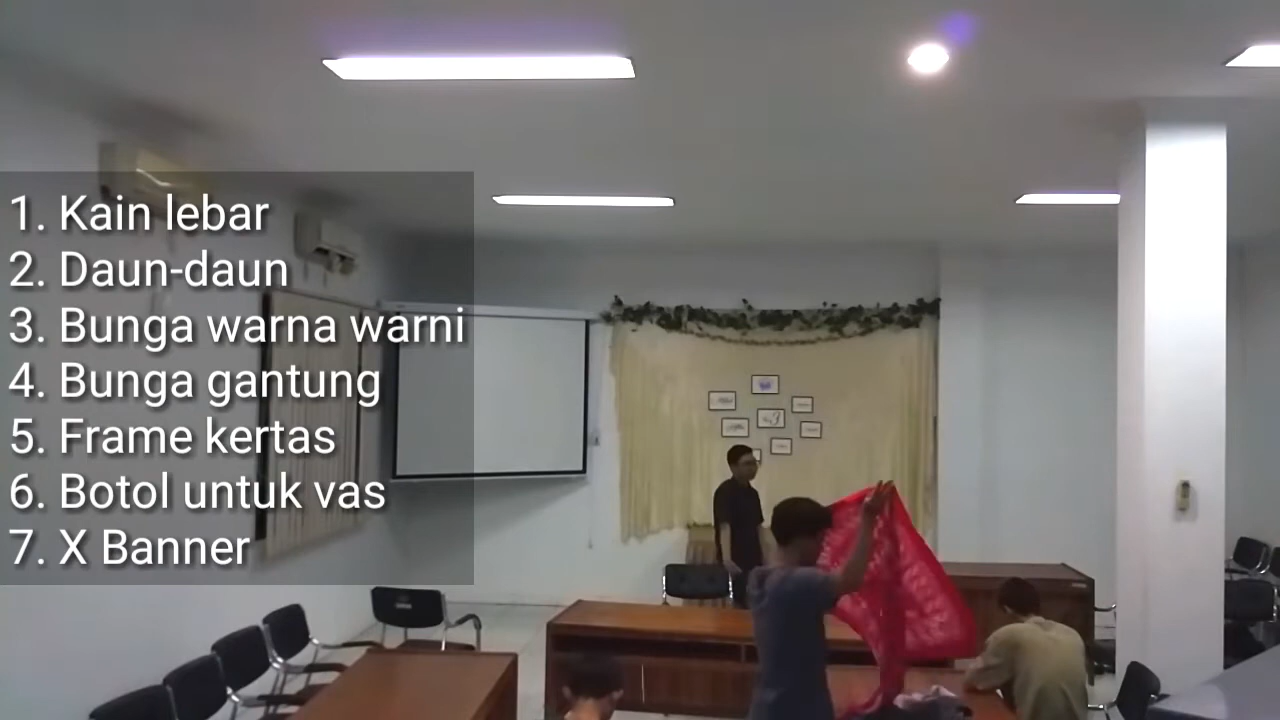 1. Kain lebar
2. Daun-daun
3. Bunga warna warni
4. Bunga gantung
5. Frame kertas
6. Botol untuk vas
7. X Banner